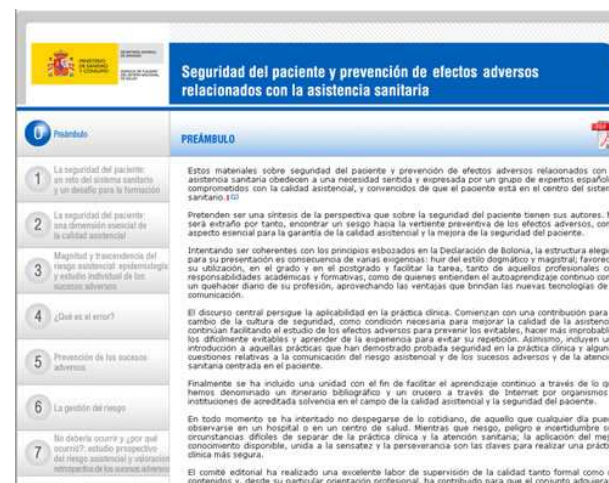 MINISTERIO
DE SANIDAD
Y CONSUMO
Seguridad del paciente y prevención de efectos adversos
relacionados con la asistencia sanitaria
0 Preámbulo
PREÁMBULO
1 La seguridad del paciente:
un reto del sistema sanitario
y un desafío para la formación
2 La seguridad del paciente:
una dimensión esencial de
la calidad asistencial
3 Magnitud y trascendencia del
riesgo asistencial: epidemiología
y estudio individual de los
sucesos adversos
4 ¿Qué es el error?
5 Prevención de los sucesos
adversos
6 La gestión del riesgo
7 No debería ocurrir y ¿por qué
ocurrió?: estudio prospectivo
del riesgo asistencial y valoración
retrospectiva de los sucesos adversos
Estos materiales sobre seguridad del paciente y prevención de efectos adversos relacionados con
asistencia sanitaria obedecen a una necesidad sentida y expresada por un grupo de expertos español
comprometidos con la calidad asistencial, y convencidos de que el paciente está en el centro del sistem
sanitario.
Pretenden ser una síntesis de la perspectiva que sobre la seguridad del paciente tienen sus autores.
será extraño por tanto, encontrar un sesgo hacia la vertiente preventiva de los efectos adversos, com
aspecto esencial para la garantía de la calidad asistencial y la mejora de la seguridad del paciente.
Intentando ser coherentes con los principios esbozados en la Declaración de Bolonia, la estructura elegi
para su presentación es consecuencia de varias exigencias: huir del estilo dogmático y magistral; favorec
su utilización, en el grado y en el postgrado y facilitar la tarea, tanto de aquellos profesionales co
responsabilidades académicas y formativas, como de quienes entienden el autoaprendizaje continuo com
un quehacer diario de su profesión, aprovechando las ventajas que brindan las nuevas tecnologías de
comunicación.
El discurso central persigue la aplicabilidad en la práctica clínica. Comienzan con una contribución
cambio de la cultura de seguridad, como condición necesaria para mejorar la calidad de la asistenc
continúan facilitando el estudio de los efectos adversos para prevenir los evitables, hacer más improbabl
los difícilmente evitables y aprender de la experiencia para evitar su repetición. Asimismo, incluyen u
introducción a aquellas prácticas que han demostrado probada seguridad en la práctica clínica y algun
cuestiones relativas a la comunicación del riesgo asistencial y de los sucesos adversos y de la atenci
sanitaria centrada en el paciente.
Finalmente se ha incluido una unidad con el fin de facilitar el aprendizaje continuo a través de lo q
hemos denominado un itinerario bibliográfico y un crucero a través de Internet por organismos
instituciones de acreditada solvencia en el campo de la calidad asistencial y la seguridad del paciente.
En todo momento se ha intentado no despegarse de lo cotidiano, de aquello que cualquier día pue
observarse en un hospital o en un centro de salud. Mientras que riesgo, peligro e incertidumbre s
circunstancias difíciles de separar de la práctica clínica y la atención sanitaria; la aplicación del mej
conocimiento disponible, unida a la sensatez y la perseverancia son las claves para realizar una práct
clínica más segura.
El comité editorial ha realizado una excelente labor de supervisión de la calidad tanto formal como
contenidos y, desde su particular orientación profesional, ha contribuido para que el conjunto adquiera